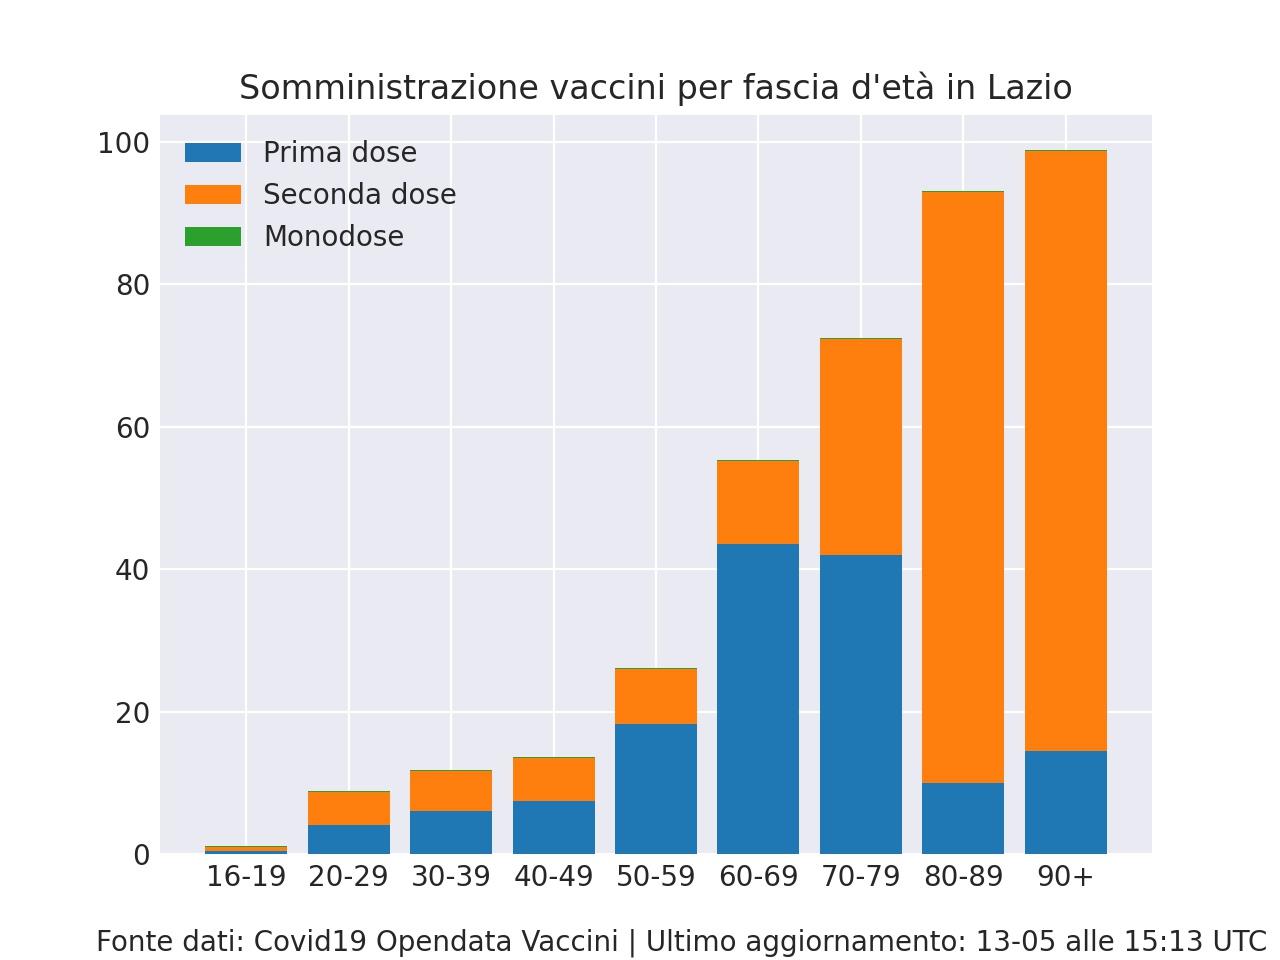 Somministrazione vaccini per fascia d'età in Lazio
100
80
60
40
20
0
Prima dose
Seconda dose
Monodose
16-19 20-29 30-39 40-49 50-59 60-69 70-79 80-89 90+
Fonte dati: Covid19 Opendata Vaccini | Ultimo aggiornamento: 13-05 alle 15:13 UTC